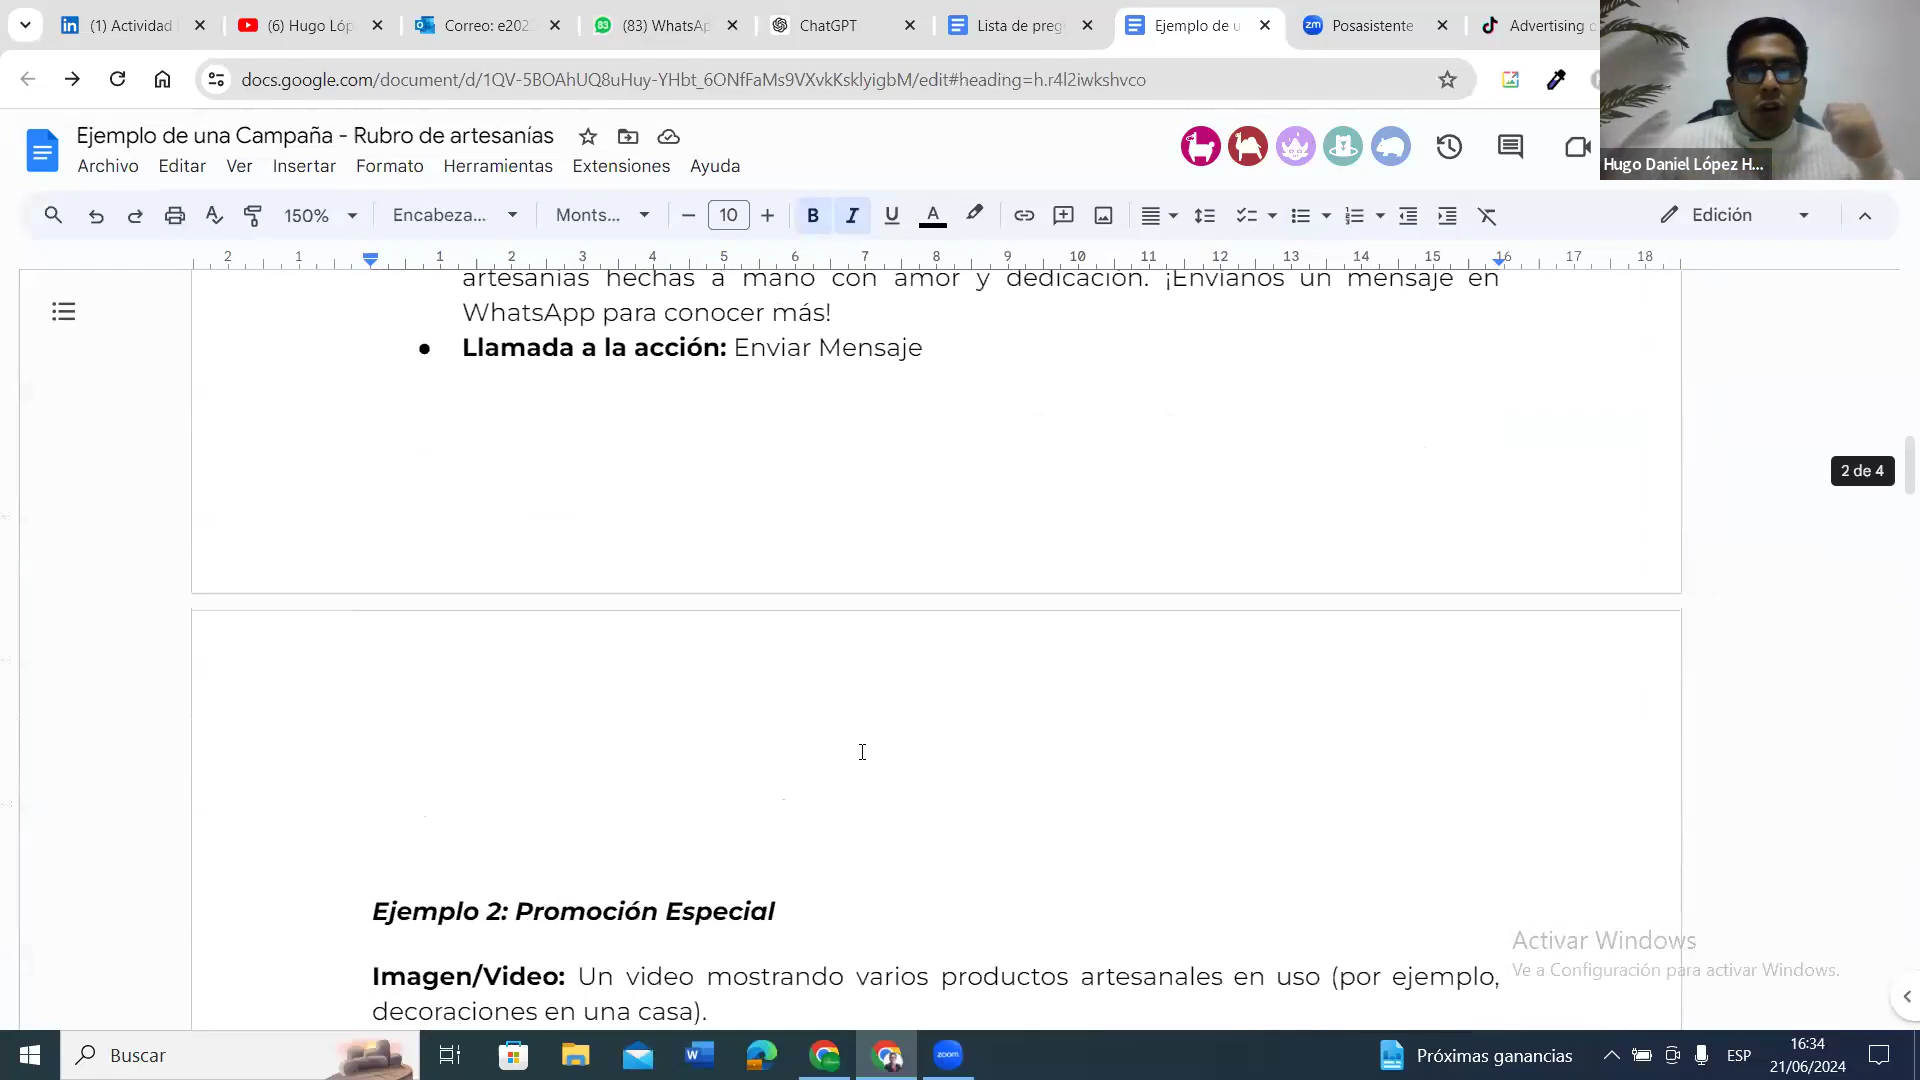 (1) Actividad
(6) Hugo Lóp
Correo: e202
(83) WhatsAp
ChatGPT
Lista de preg
Ejemplo de u
Posasistente
Advertising o
docs.google.com/document/d/1QV-5BOAhUQ8uHuy-YHbt_6ONfFaMs9VXvkKsklyigbM/edit#heading=h.r4l2iwkshvco
Ejemplo de una Campaña - Rubro de artesanías
Archivo Editar Ver Insertar Formato Herramientas Extensiones Ayuda
Hugo Daniel López H...
150% Encabeza... Monts... 10 B I U A Edición
2 1 1 2 3 4 5 6 7 8 9 10 11 12 13 14 15 16 17 18
artesanías hechas a mano con amor y dedicación. ¡Envíanos un mensaje en
WhatsApp para conocer más!
● Llamada a la acción: Enviar Mensaje
2 de 4
Ejemplo 2: Promoción Especial
Imagen/Video: Un video mostrando varios productos artesanales en uso (por ejemplo,
decoraciones en una casa).
Activar Windows
Ve a Configuración para activar Windows.
Buscar
zoom
Próximas ganancias
ESP
16:34
21/06/2024